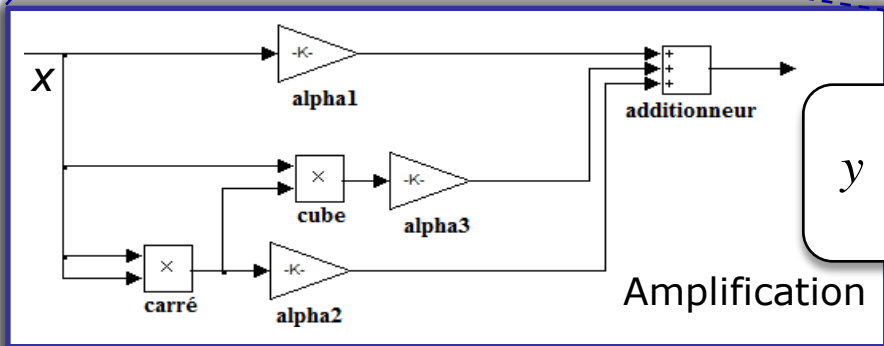 X
-K-
alpha1
+
+
+
additionneur
y
×
cube
-K-
alpha3
×
carré
-K-
alpha2
Amplification